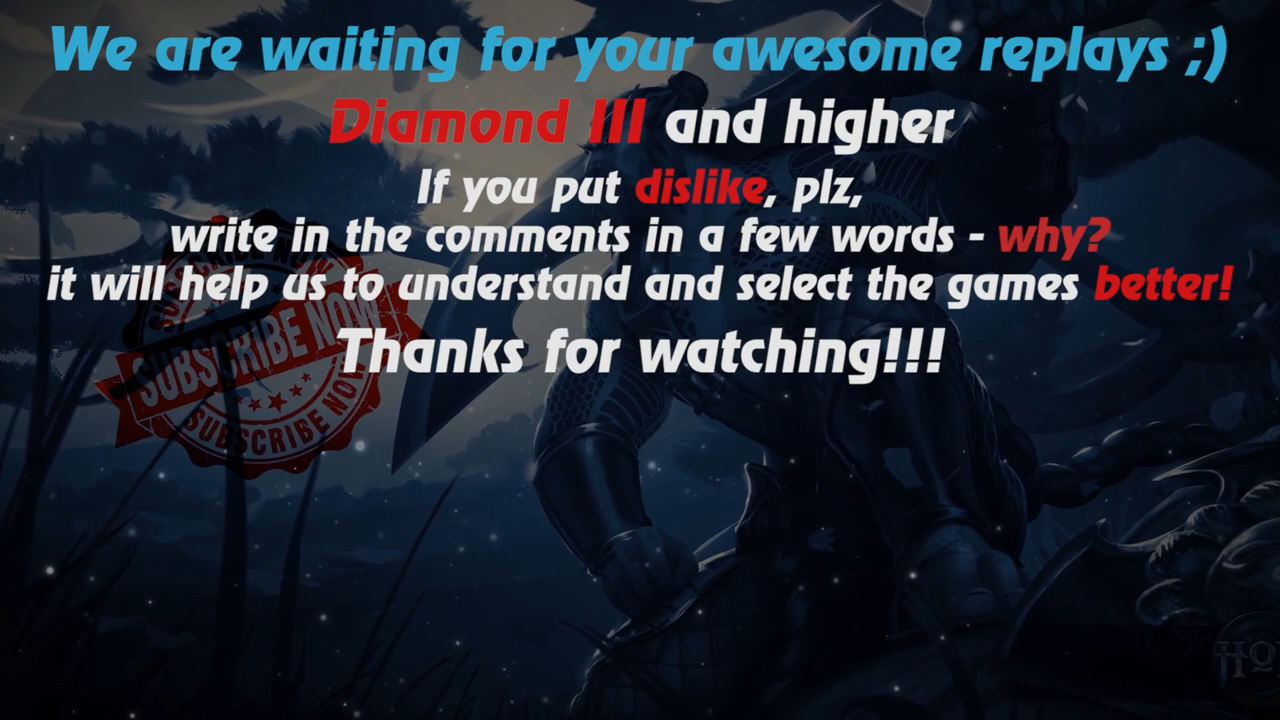 We are waiting for your awesome replays ;)
Diamond III and higher
If you put dislike, plz,
write in the comments in a few words - why?
it will help us to understand and select the games better!
Thanks for watching!!!
SUBSCRIBE NOW
SUBSCRIBE NOW
SUBSCRIBE NOW